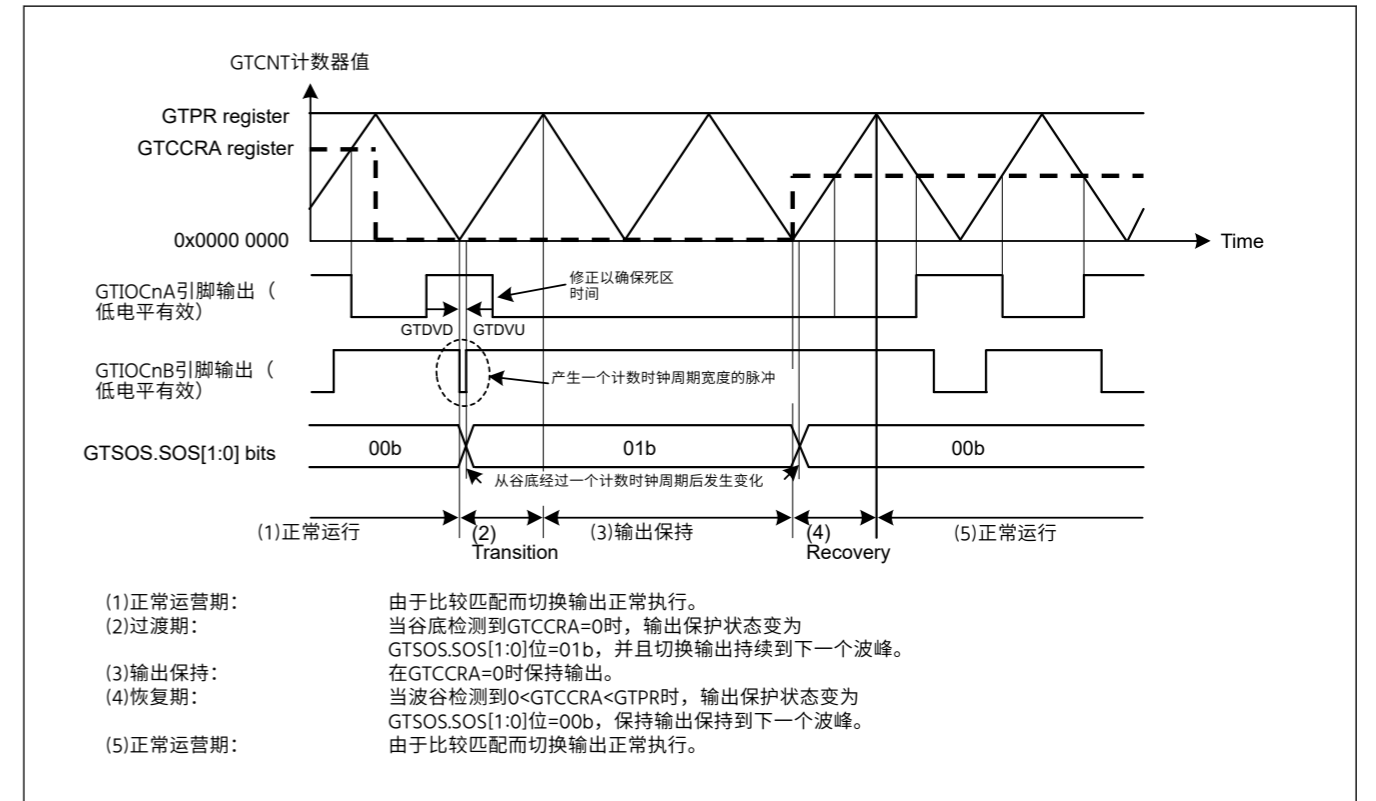 GTCNT计数器值
GTPR register
GTCCRA register
0x0000 0000
Time
GTIOCnA引脚输出（
低电平有效）
修正以确保死区
时间
GTDVD
GTDVU
GTIOCnB引脚输出（
低电平有效）
产生一个计数时钟周期宽度的脉冲
GTSOS.SOS[1:0] bits
00b
01b
00b
从谷底经过一个计数时钟周期后发生变化
(1)正常运行
(2)
Transition
(3)输出保持
(4)
Recovery
(5)正常运行
(1)正常运营期：
由于比较匹配而切换输出正常执行。
(2)过渡期：
当谷底检测到GTCCRA=0时，输出保护状态变为
GTSOS.SOS[1:0]位=01b，并且切换输出持续到下一个波峰。
(3)输出保持：
在GTCCRA=0时保持输出。
(4)恢复期：
当波谷检测到0<GTCCRA<GTPR时，输出保护状态变为
GTSOS.SOS[1:0]位=00b，保持输出保持到下一个波峰。
(5)正常运营期：
由于比较匹配而切换输出正常执行。